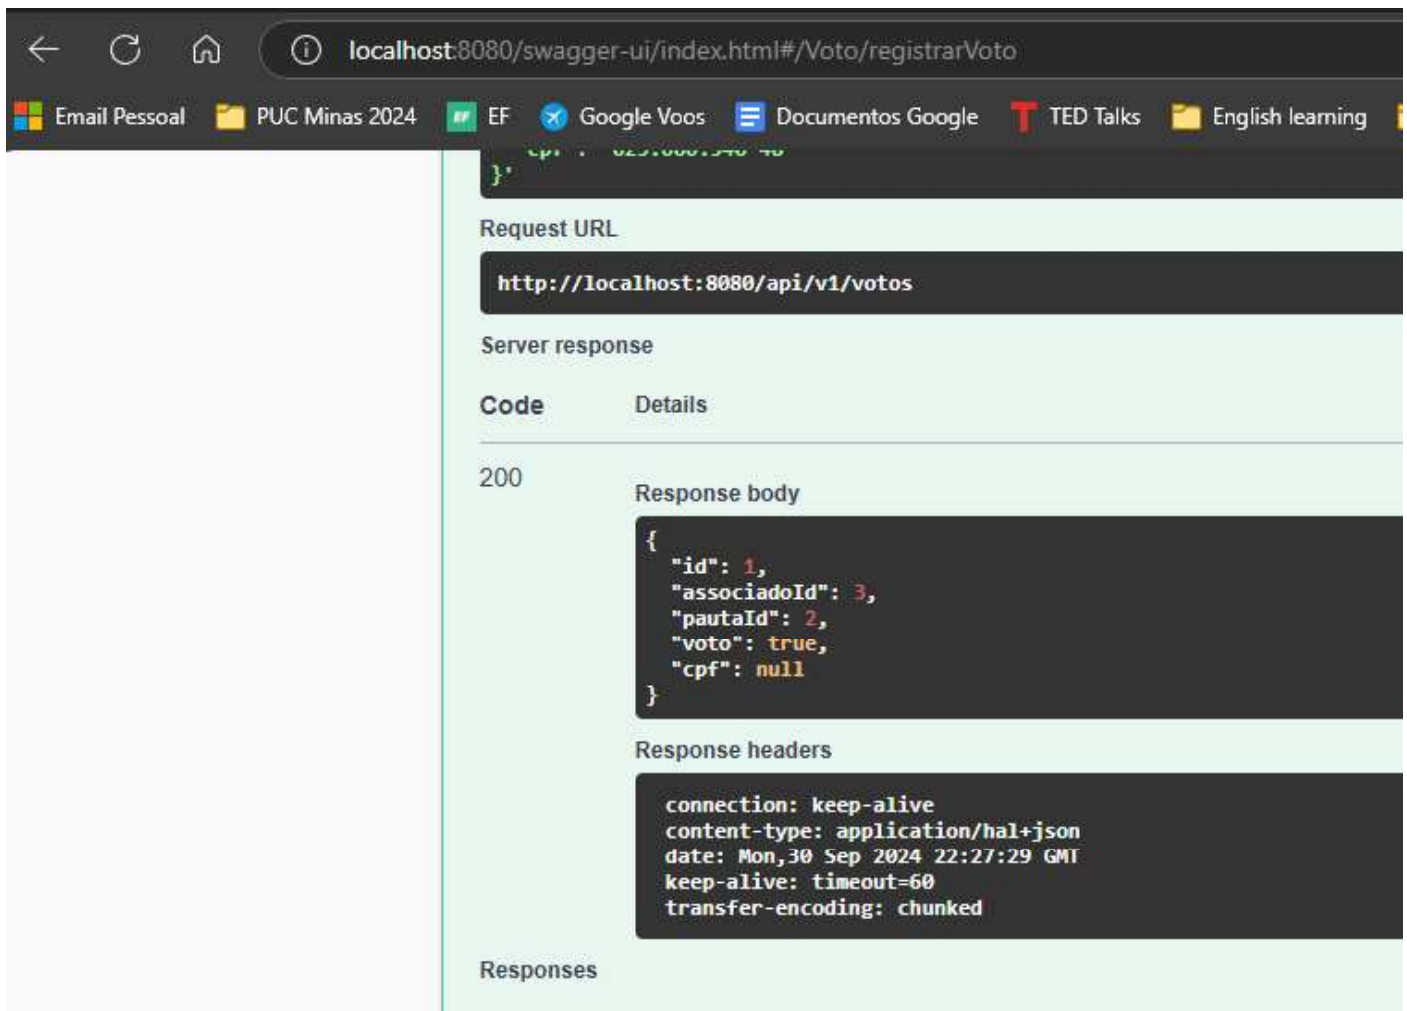 localhost:8080/swagger-ui/index.html#/Voto/registrarVoto
Email Pessoal PUC Minas 2024 EF Google Voos Documentos Google TED Talks English learning
}'
Request URL
http://localhost:8080/api/v1/votos
Server response
Code Details
200
Response body
{
"id": 1,
"associadoId": 3,
"pautaId": 2,
"voto": true,
"cpf": null
}
Response headers
connection: keep-alive
content-type: application/hal+json
date: Mon,30 Sep 2024 22:27:29 GMT
keep-alive: timeout=60
transfer-encoding: chunked
Responses